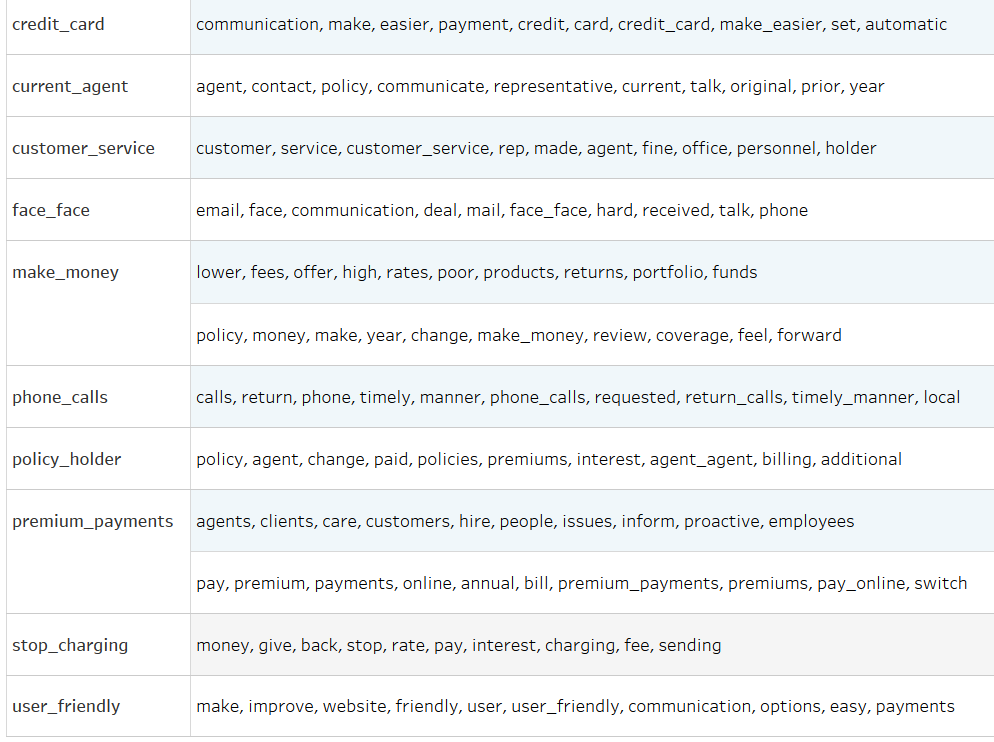 credit_card communication, make, easier, payment, credit, card, credit_card, make_easier, set, automatic
current_agent agent, contact, policy, communicate, representative, current, talk, original, prior, year
customer_service customer, service, customer_service, rep, made, agent, fine, office, personnel, holder
face_face email, face, communication, deal, mail, face_face, hard, received, talk, phone
make_money lower, fees, offer, high, rates, poor, products, returns, portfolio, funds
policy, money, make, year, change, make_money, review, coverage, feel, forward
phone_calls calls, return, phone, timely, manner, phone_calls, requested, return_calls, timely_manner, local
policy_holder policy, agent, change, paid, policies, premiums, interest, agent_agent, billing, additional
premium_payments agents, clients, care, customers, hire, people, issues, inform, proactive, employees
pay, premium, payments, online, annual, bill, premium_payments, premiums, pay_online, switch
stop_charging money, give, back, stop, rate, pay, interest, charging, fee, sending
user_friendly make, improve, website, friendly, user, user_friendly, communication, options, easy, payments